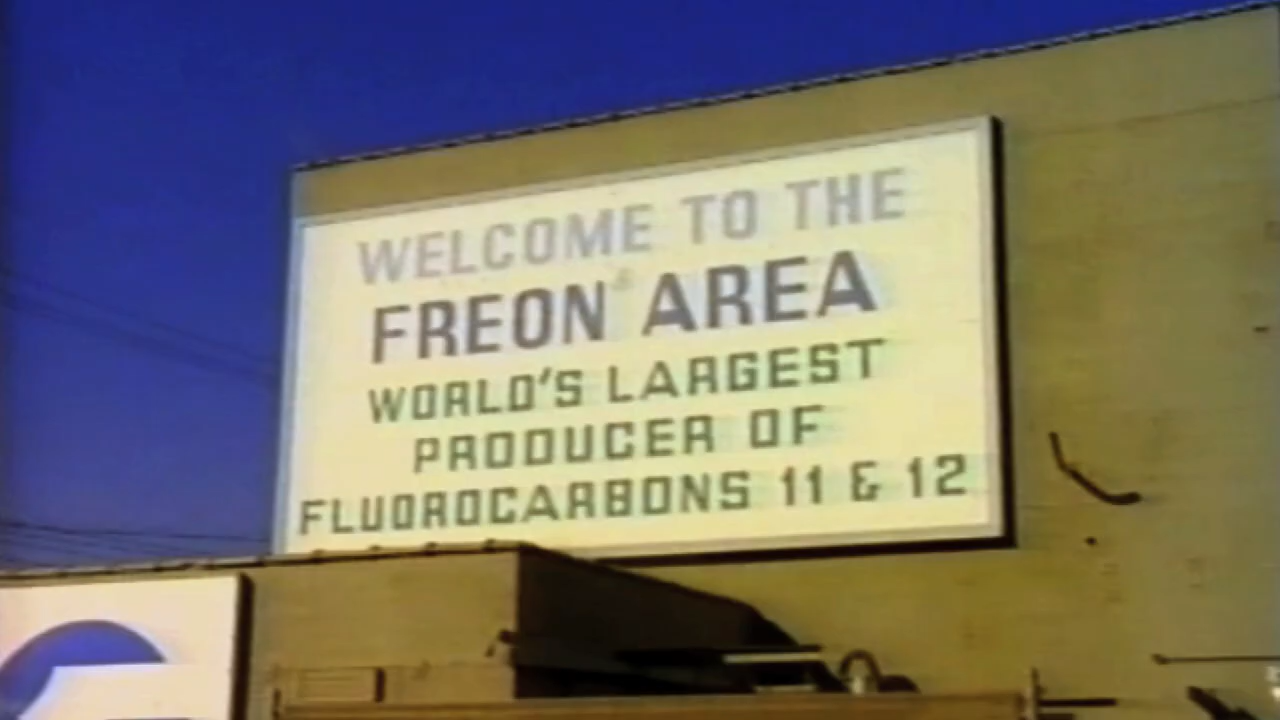 WELCOME TO THE
FREON AREA
WORLD'S LARGEST
PRODUCER OF
FLUOROCARBONS 11 & 12